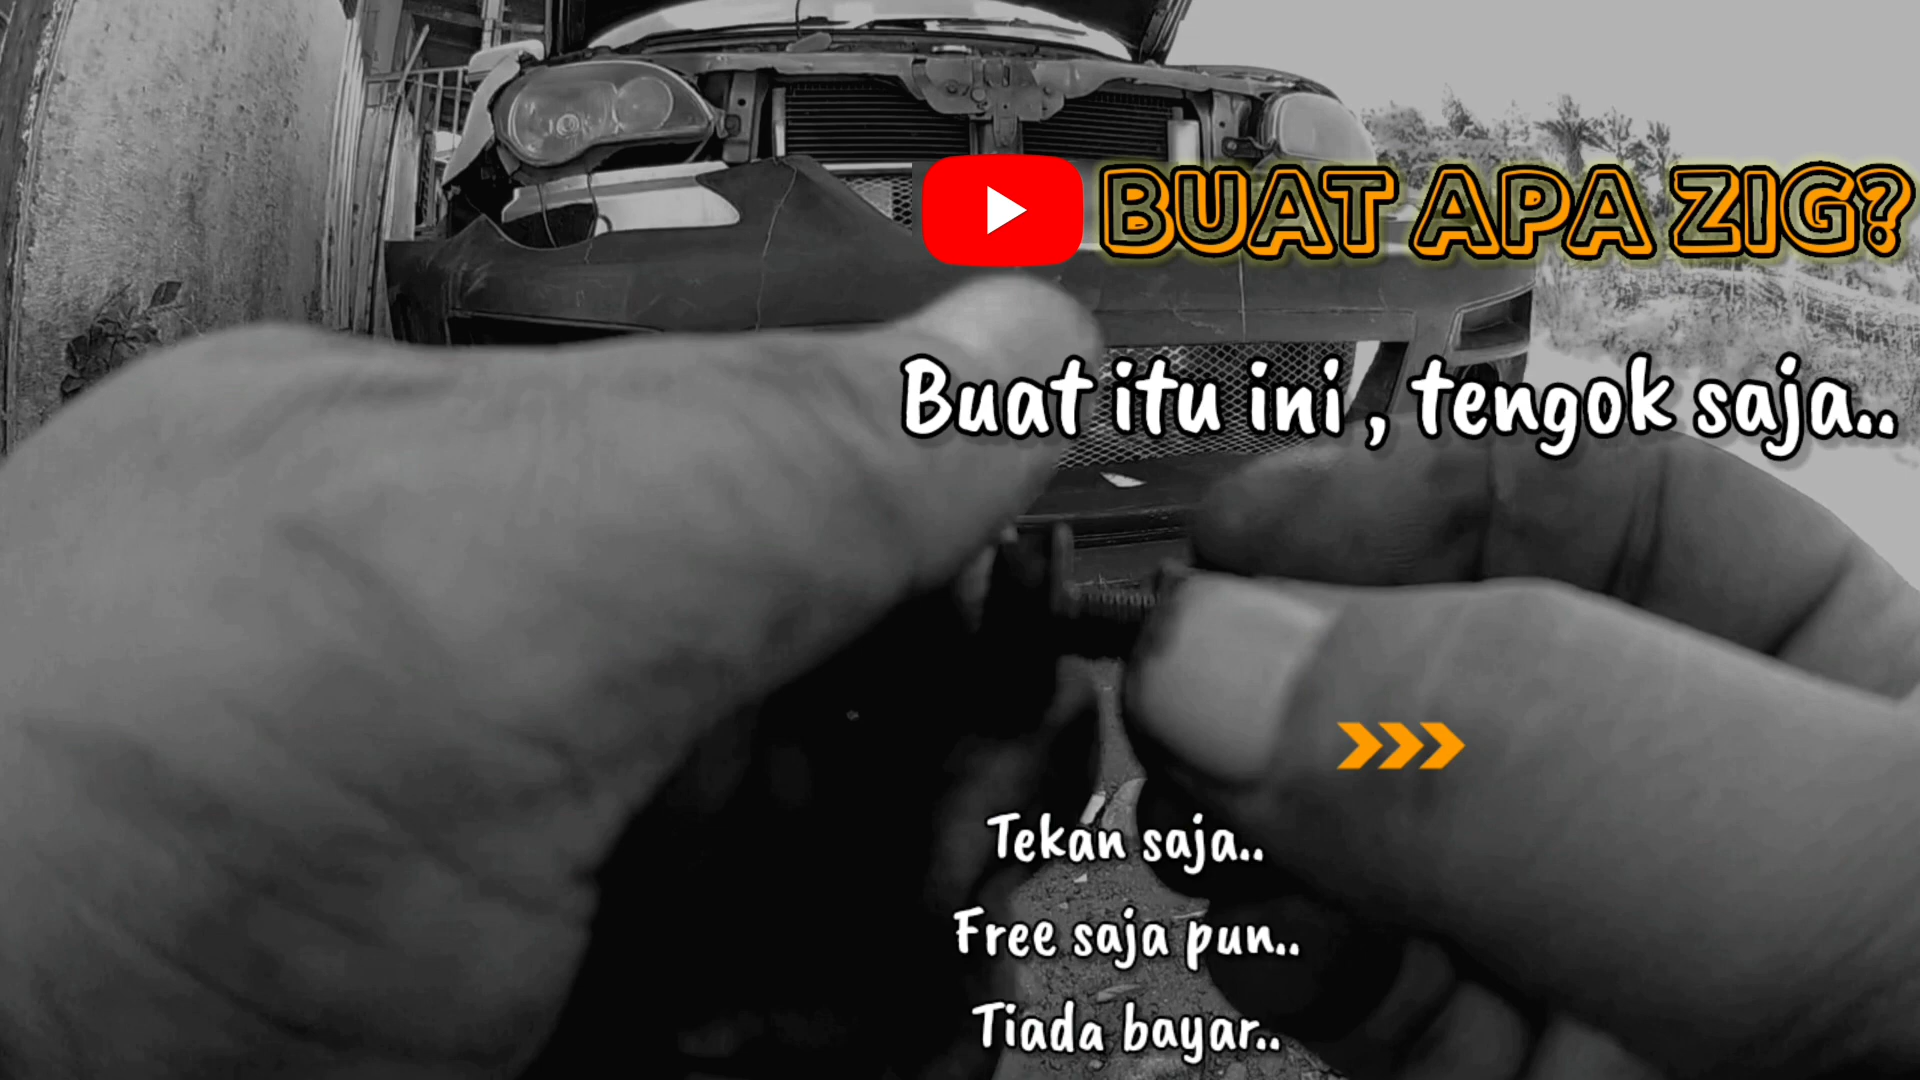 BUAT APA ZIG?
Buat itu ini , tengok saja..
Tekan saja..
Free saja pun..
Tiada bayar..